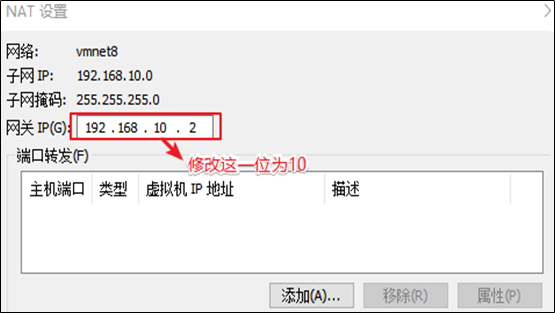 NAT 设置
网络: vmnet8
子网 IP: 192.168.10.0
子网掩码: 255.255.255.0
网关 IP(G): 192 . 168 . 10 . 2
修改这一位为10
端口转发(F)
主机端口 类型 虚拟机 IP 地址 描述
添加(A)... 移除(R) 属性(P)